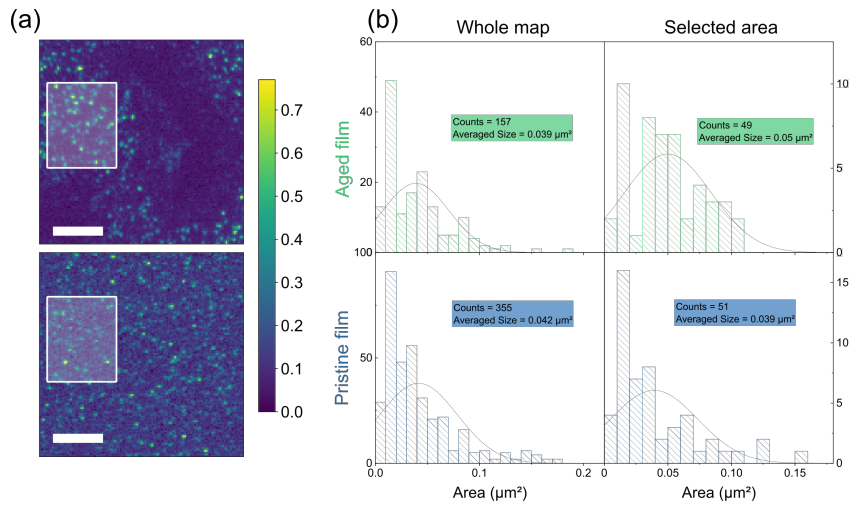 (a)
(b)
Whole map
Selected area
0.7
0.6
0.5
0.4
0.3
0.2
0.1
0.0
Aged film
60
40
20
100
Counts = 157
Averaged Size = 0.039 µm²
Counts = 49
Averaged Size = 0.05 µm²
10
5
0
Pristine film
50
0
Counts = 355
Averaged Size = 0.042 µm²
Counts = 51
Averaged Size = 0.039 µm²
15
10
5
0
0.0
0.1
0.2
0
0.05
0.10
0.15
Area (µm²)
Area (µm²)